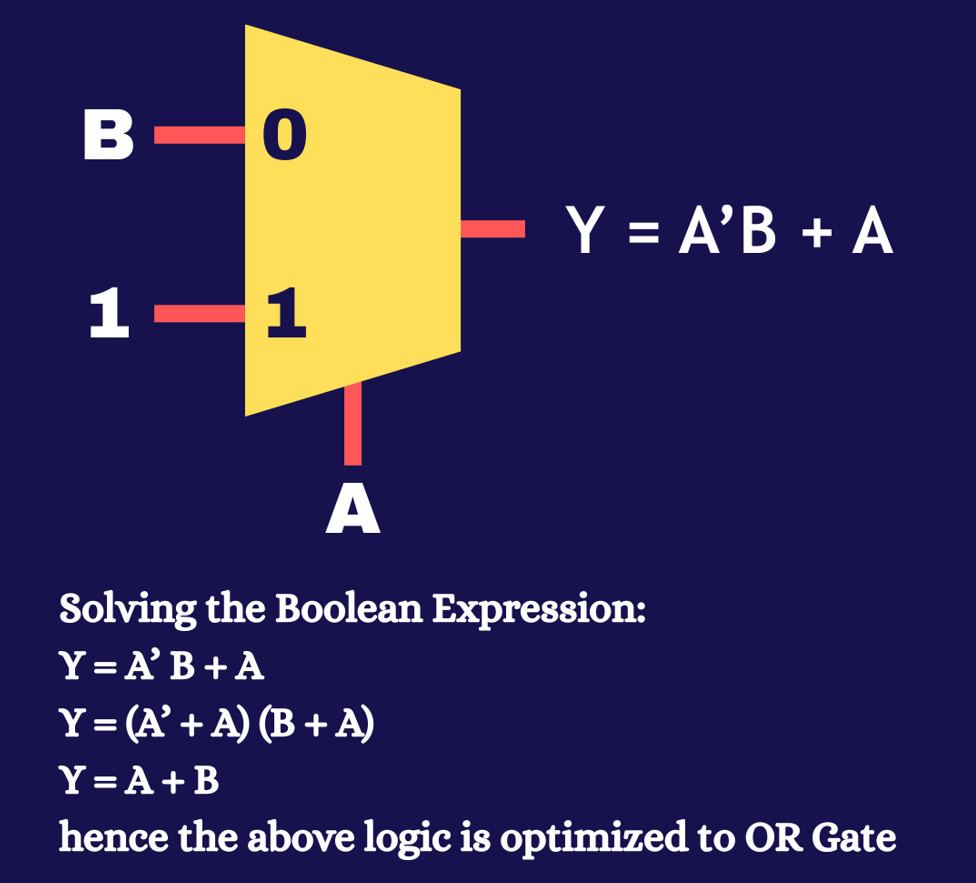 B
0
Y = A’B + A
1
1
A
Solving the Boolean Expression:
Y = A’ B + A
Y = (A’ + A) (B + A)
Y = A + B
hence the above logic is optimized to OR Gate